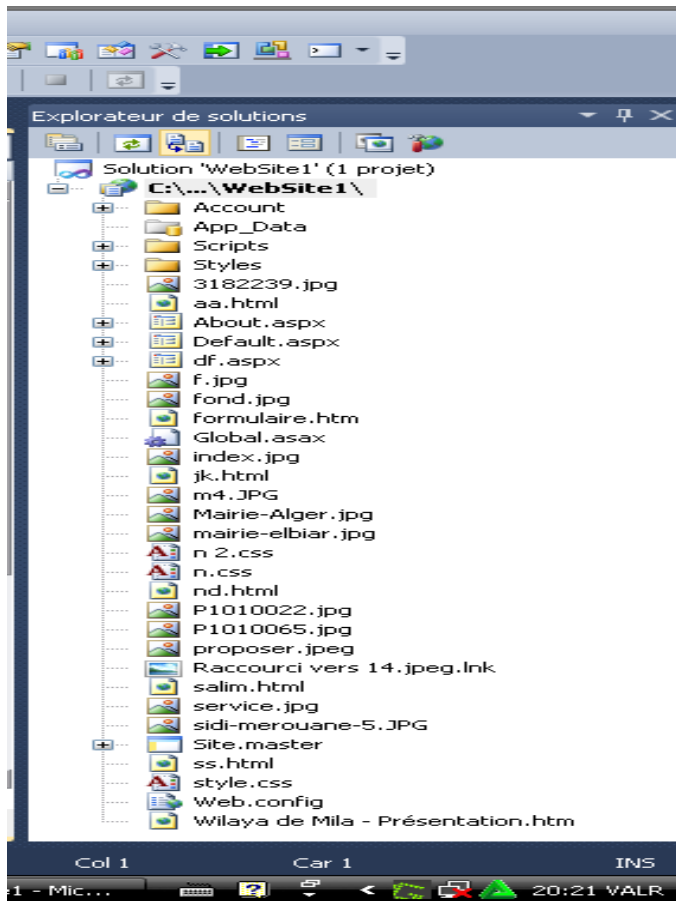 Explorateur de solutions
Solution 'WebSite1' (1 projet)
C:\...\WebSite1\
Account
App_Data
Scripts
Styles
3182239.jpg
aa.html
About.aspx
Default.aspx
df.aspx
f.jpg
fond.jpg
formulaire.htm
Global.asax
index.jpg
jk.html
m4.JPG
Mairie-Alger.jpg
mairie-elbiar.jpg
n 2.css
n.css
nd.html
P1010022.jpg
P1010065.jpg
proposer.jpeg
Raccourci vers 14.jpeg.lnk
salim.html
service.jpg
sidi-merouane-5.JPG
Site.master
ss.html
style.css
Web.config
Wilaya de Mila - Présentation.htm
Col 1 Car 1 INS
e1 - Mic... 20:21 VALR